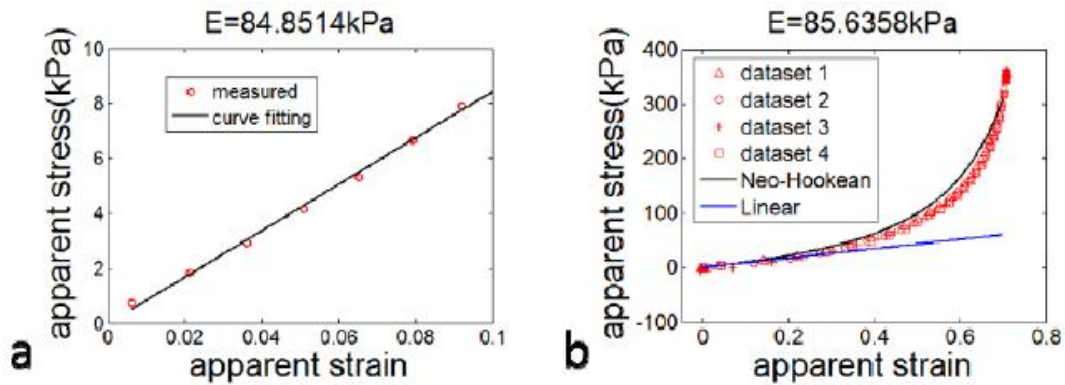 E=84.8514kPa
apparent stress(kPa)
10
8
6
4
2
0
measured
curve fitting
0 0.02 0.04 0.06 0.08 0.1
apparent strain
a
E=85.6358kPa
apparent stress(kPa)
400
300
200
100
0
-100
dataset 1
dataset 2
dataset 3
dataset 4
Neo-Hookean
Linear
0 0.2 0.4 0.6 0.8
apparent strain
b